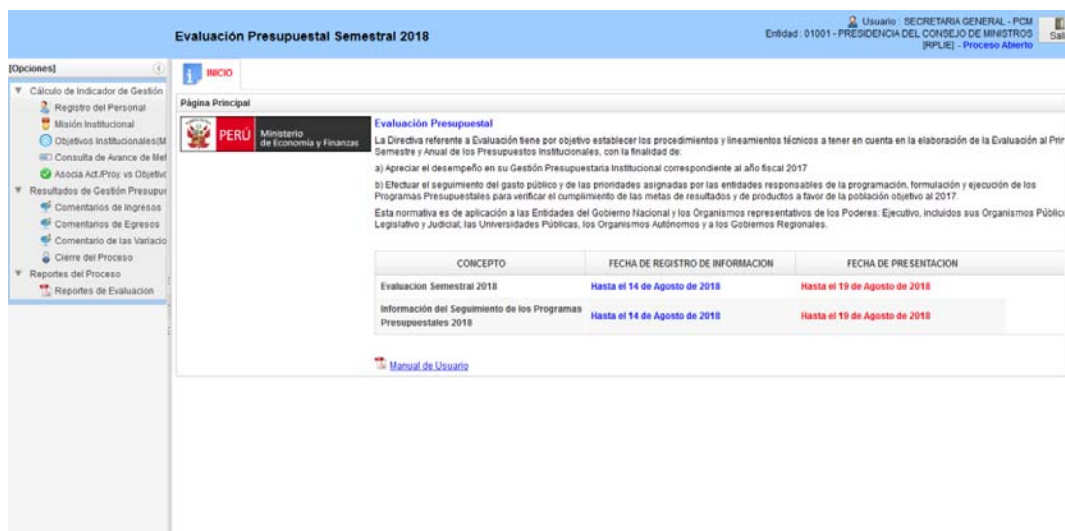 Evaluación Presupuestal Semestral 2018
Usuario : SECRETARIA GENERAL - PCM
Entidad : 01001 - PRESIDENCIA DEL CONSEJO DE MINISTROS
[RPLIE] - Proceso Abierto
Sali
[Opciones]
Cálculo de Indicador de Gestión
Registro del Personal
Misión Institucional
Objetivos Institucionales(M
Consulta de Avance de Met
Asocia Act./Proy. vs Objetivo
Resultados de Gestión Presupue
Comentarios de Ingresos
Comentarios de Egresos
Comentario de las Variacio
Cierre del Proceso
Reportes del Proceso
Reportes de Evaluacion
INICIO
Página Principal
PERÚ Ministerio
de Economía y Finanzas
Evaluación Presupuestal
La Directiva referente a Evaluación tiene por objetivo establecer los procedimientos y lineamientos técnicos a tener en cuenta en la elaboración de la Evaluación al Prim
Semestre y Anual de los Presupuestos Institucionales, con la finalidad de:
a) Apreciar el desempeño en su Gestión Presupuestaria Institucional correspondiente al año fiscal 2017
b) Efectuar el seguimiento del gasto público y de las prioridades asignadas por las entidades responsables de la programación, formulación y ejecución de los
Programas Presupuestales para verificar el cumplimiento de las metas de resultados y de productos a favor de la población objetivo al 2017.
Esta normativa es de aplicación a las Entidades del Gobierno Nacional y los Organismos representativos de los Poderes: Ejecutivo, incluidos sus Organismos Público
Legislativo y Judicial, las Universidades Públicas, los Organismos Autónomos y a los Gobiernos Regionales.
CONCEPTO FECHA DE REGISTRO DE INFORMACION FECHA DE PRESENTACION
Evaluacion Semestral 2018 Hasta el 14 de Agosto de 2018 Hasta el 19 de Agosto de 2018
Información del Seguimiento de los Programas
Presupuestales 2018 Hasta el 14 de Agosto de 2018 Hasta el 19 de Agosto de 2018
Manual de Usuario